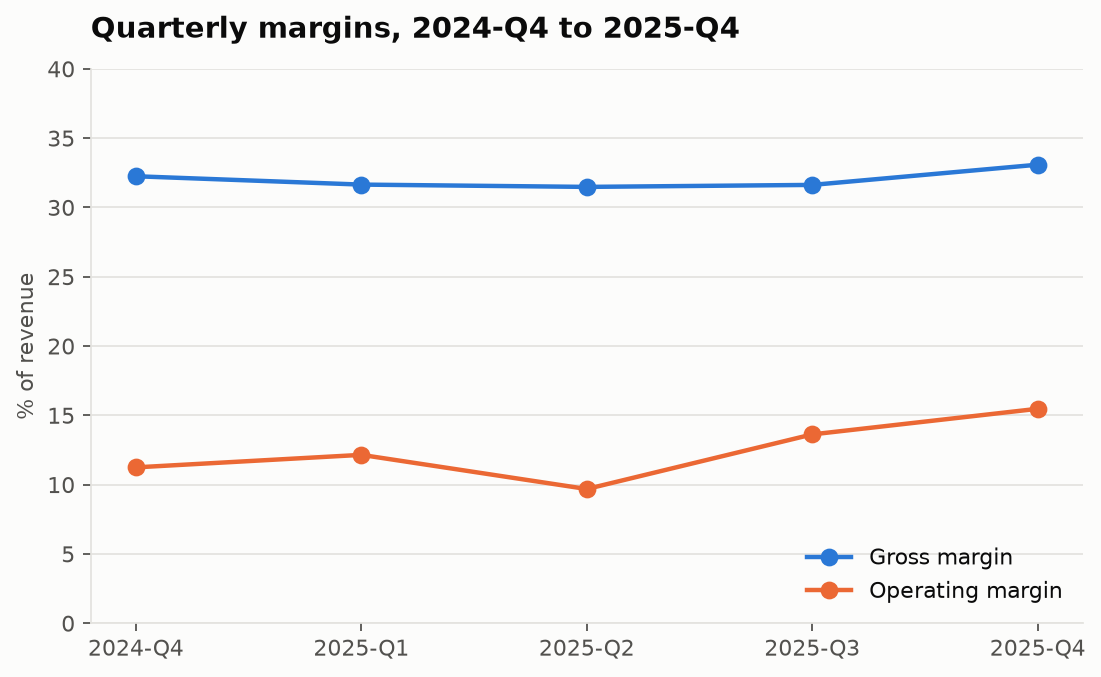 Quarterly margins, 2024-Q4 to 2025-Q4
% of revenue
40
35
30
25
20
15
10
5
0
Gross margin
Operating margin
2024-Q4 2025-Q1 2025-Q2 2025-Q3 2025-Q4